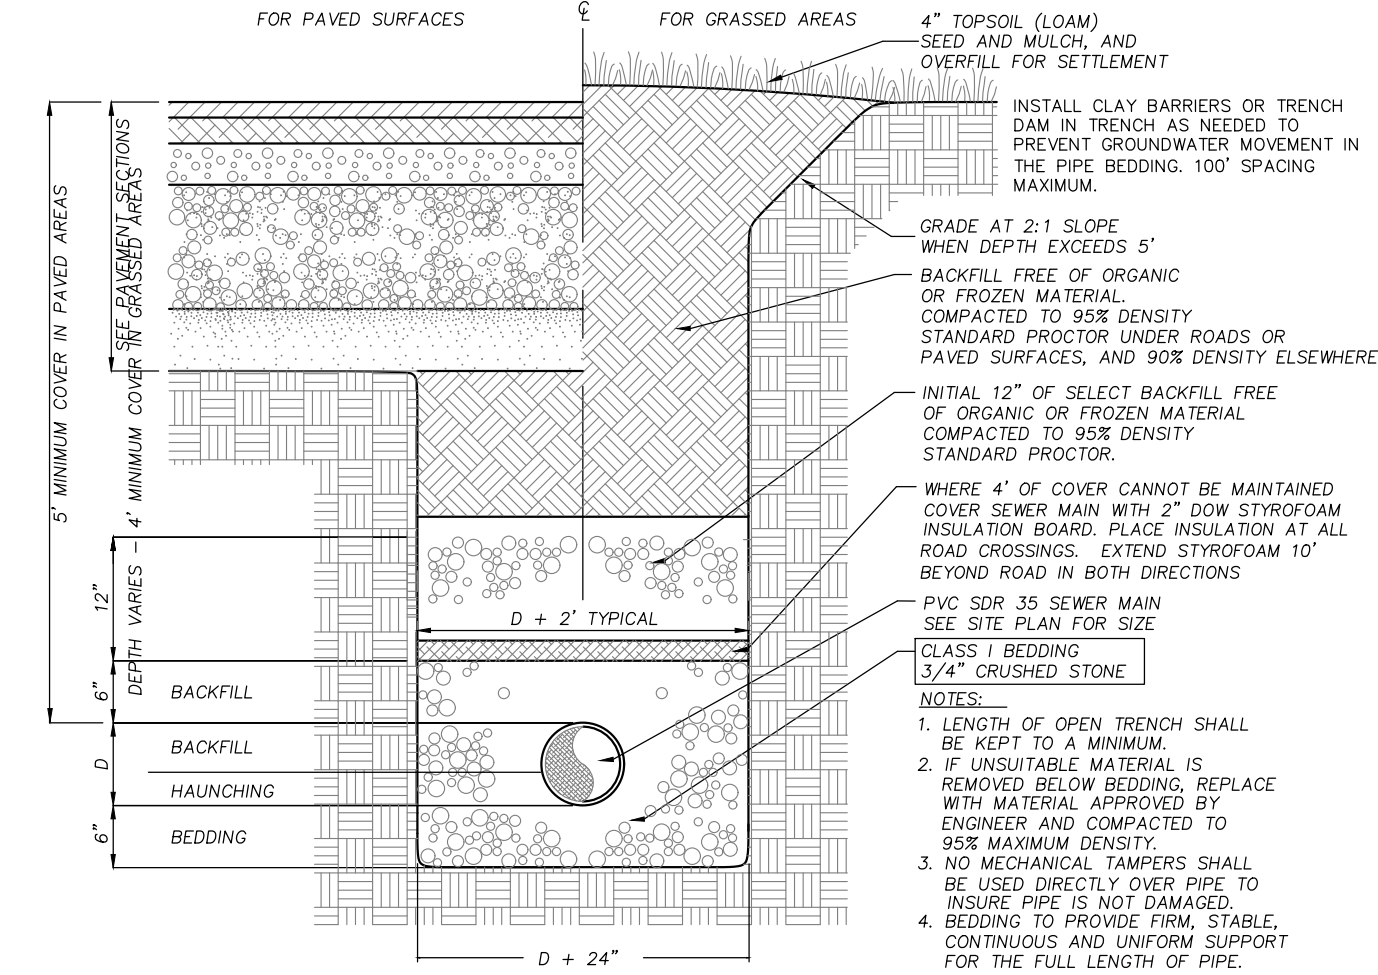 FOR PAVED SURFACES
℄
FOR GRASSED AREAS
4" TOPSOIL (LOAM)
SEED AND MULCH, AND
OVERFILL FOR SETTLEMENT
INSTALL CLAY BARRIERS OR TRENCH
DAM IN TRENCH AS NEEDED TO
PREVENT GROUNDWATER MOVEMENT IN
THE PIPE BEDDING. 100' SPACING
MAXIMUM.
GRADE AT 2:1 SLOPE
WHEN DEPTH EXCEEDS 5'
BACKFILL FREE OF ORGANIC
OR FROZEN MATERIAL.
COMPACTED TO 95% DENSITY
STANDARD PROCTOR UNDER ROADS OR
PAVED SURFACES, AND 90% DENSITY ELSEWHERE
INITIAL 12" OF SELECT BACKFILL FREE
OF ORGANIC OR FROZEN MATERIAL
COMPACTED TO 95% DENSITY
STANDARD PROCTOR.
WHERE 4' OF COVER CANNOT BE MAINTAINED
COVER SEWER MAIN WITH 2" DOW STYROFOAM
INSULATION BOARD. PLACE INSULATION AT ALL
ROAD CROSSINGS. EXTEND STYROFOAM 10'
BEYOND ROAD IN BOTH DIRECTIONS
PVC SDR 35 SEWER MAIN
SEE SITE PLAN FOR SIZE
CLASS I BEDDING
3/4" CRUSHED STONE
NOTES:
1. LENGTH OF OPEN TRENCH SHALL
BE KEPT TO A MINIMUM.
2. IF UNSUITABLE MATERIAL IS
REMOVED BELOW BEDDING, REPLACE
WITH MATERIAL APPROVED BY
ENGINEER AND COMPACTED TO
95% MAXIMUM DENSITY.
3. NO MECHANICAL TAMPERS SHALL
BE USED DIRECTLY OVER PIPE TO
INSURE PIPE IS NOT DAMAGED.
4. BEDDING TO PROVIDE FIRM, STABLE,
CONTINUOUS AND UNIFORM SUPPORT
FOR THE FULL LENGTH OF PIPE.
5' MINIMUM COVER IN PAVED AREAS
SEE PAVEMENT SECTIONS
DEPTH VARIES – 4' MINIMUM COVER IN GRASSED AREAS
12"
6"
D
6"
BACKFILL
BACKFILL
HAUNCHING
BEDDING
D + 2' TYPICAL
D + 24"